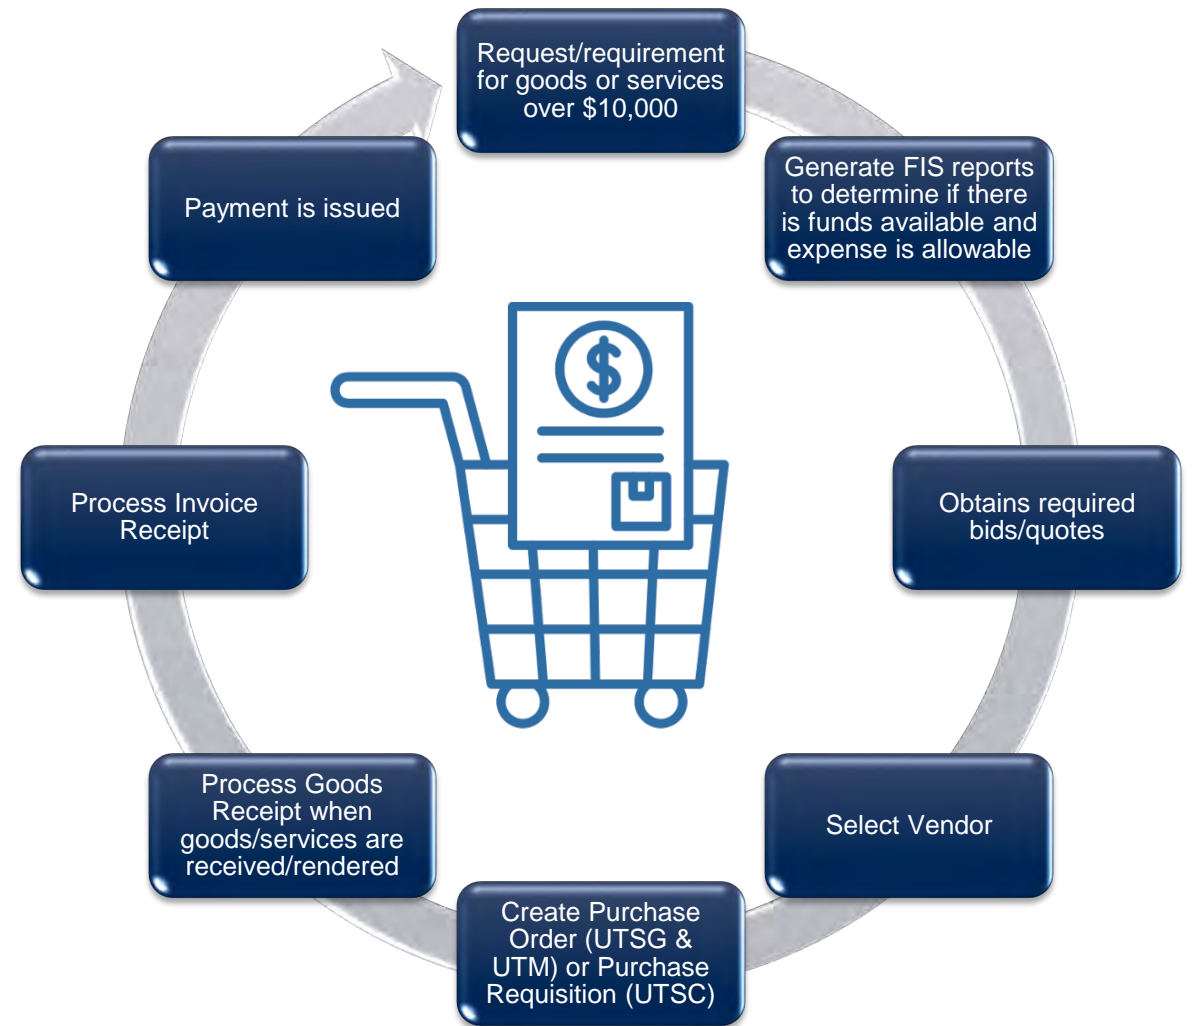 Request/requirement
for goods or services
over $10,000
Generate FIS reports
to determine if there
is funds available and
expense is allowable
Obtains required
bids/quotes
Select Vendor
Create Purchase
Order (UTSG &
UTM) or Purchase
Requisition (UTSC)
Process Goods
Receipt when
goods/services are
received/rendered
Process Invoice
Receipt
Payment is issued
$